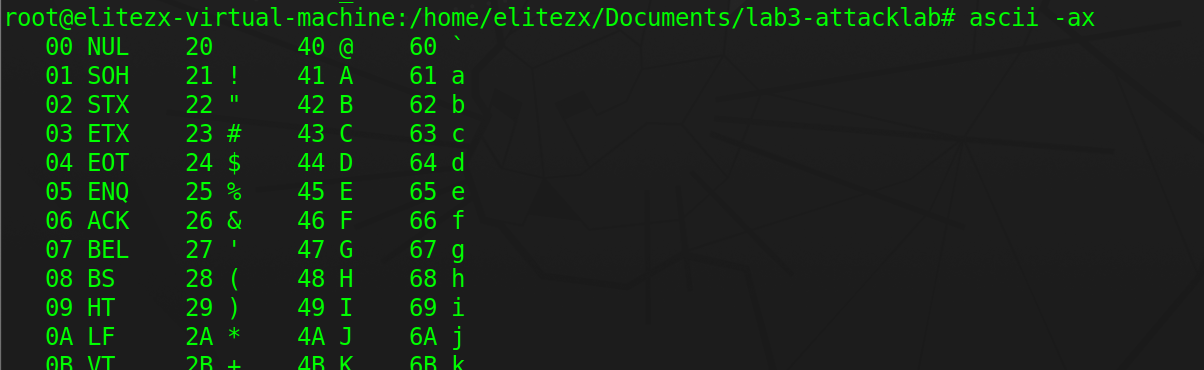 root@elitezx-virtual-machine:/home/elitezx/Documents/lab3-attacklab# ascii -ax
00 NUL 20 40 @ 60 `
01 SOH 21 ! 41 A 61 a
02 STX 22 " 42 B 62 b
03 ETX 23 # 43 C 63 c
04 EOT 24 $ 44 D 64 d
05 ENQ 25 % 45 E 65 e
06 ACK 26 & 46 F 66 f
07 BEL 27 ' 47 G 67 g
08 BS 28 ( 48 H 68 h
09 HT 29 ) 49 I 69 i
0A LF 2A * 4A J 6A j
0B VT 2B + 4B K 6B k